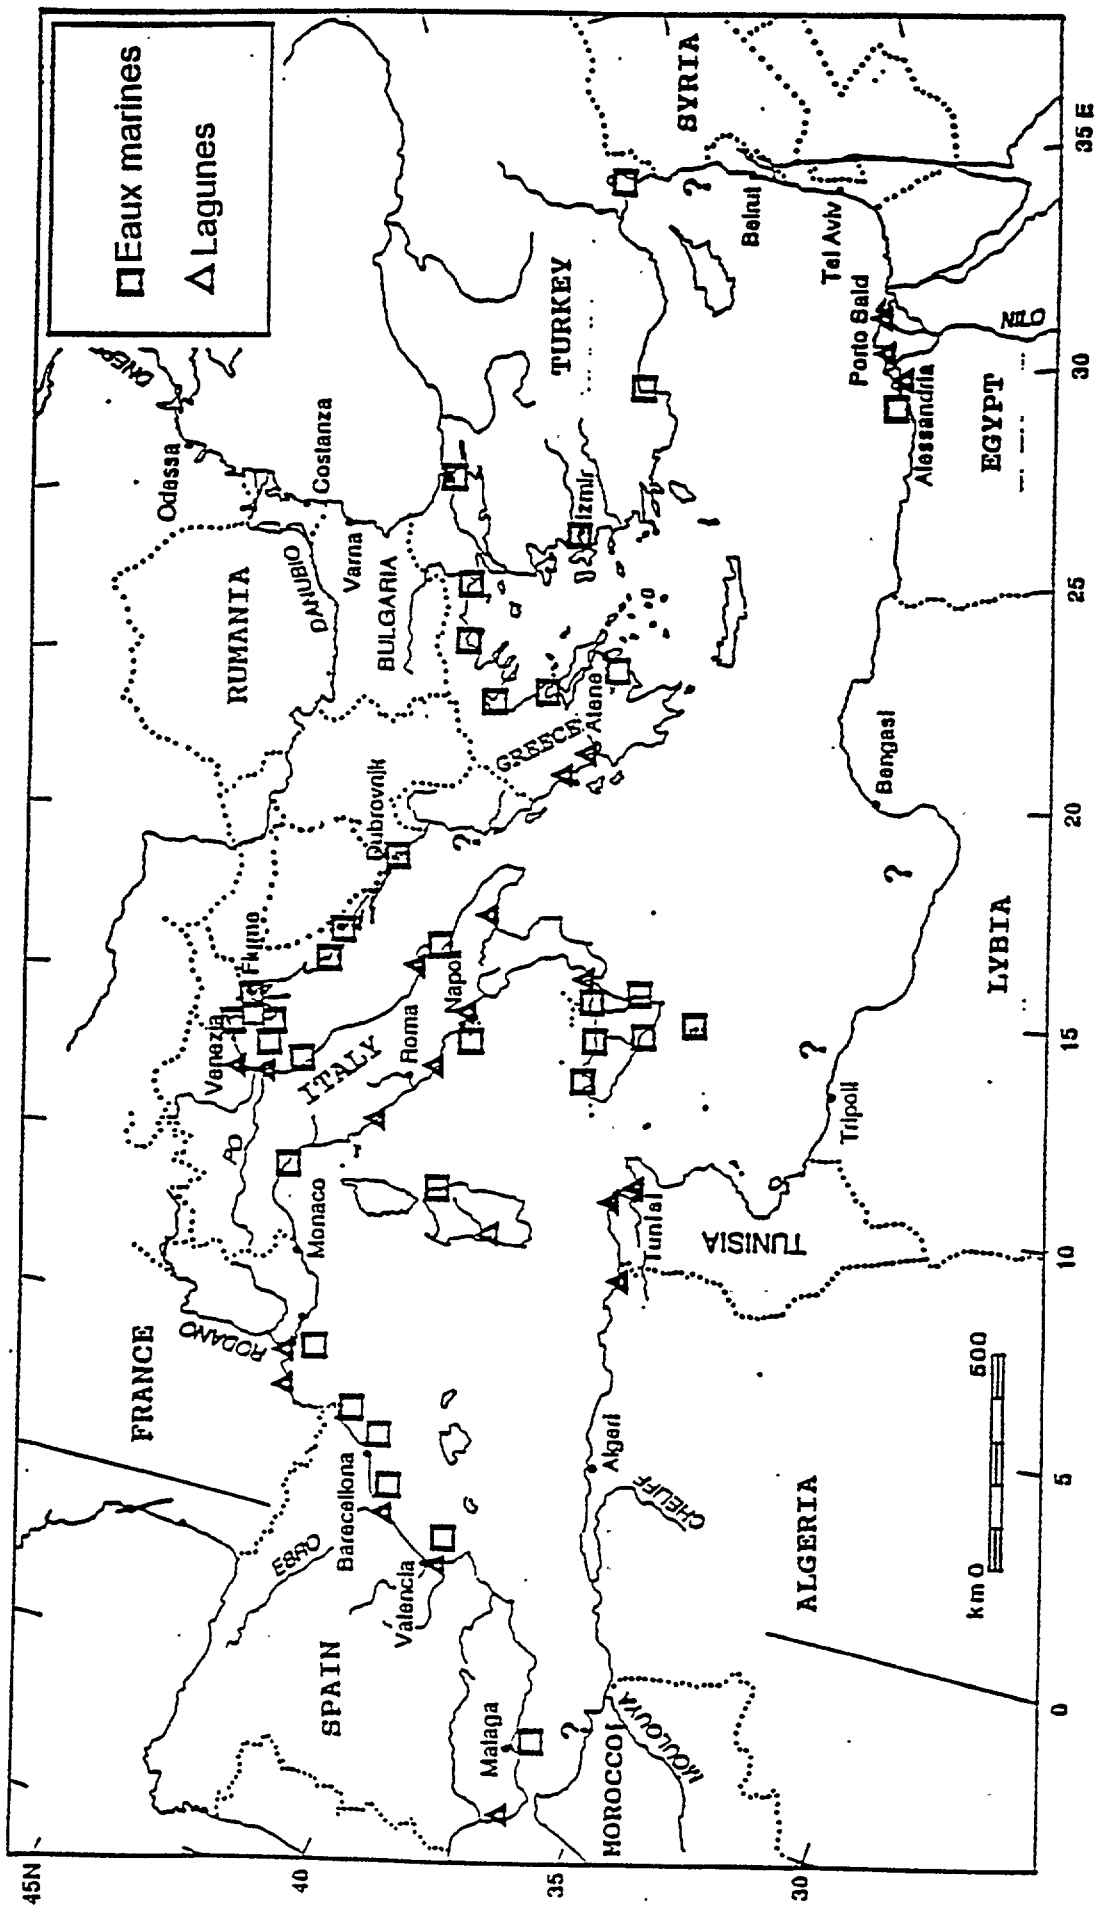 Eaux marines
Lagunes
45N
40
35
30
0
5
10
15
20
25
30
35 E
km 0
500
FRANCE
SPAIN
ITALY
RUMANIA
BULGARIA
GREECE
TURKEY
SYRIA
EGYPT
LYBIA
TUNISIA
ALGERIA
MOROCCO
Odessa
Costanza
Varna
DANUBIO
DNEPR
Dubrovnik
Fiume
Venezia
PO
Monaco
RODANO
Roma
Napoli
Barecellona
EBRO
Valencia
Malaga
Atene
Izmir
Beirut
Tel Aviv
Porto Said
Alessandria
NILO
Bengasi
Tripoli
Tunisi
Algeri
CHELIFF
MOULOUYA
?
?
?
?
?